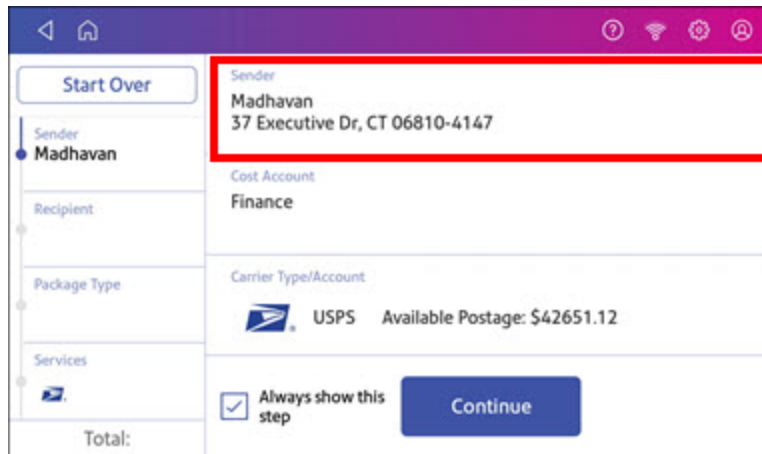 Start Over
Sender
Madhavan
Recipient
Package Type
Services
Total:
Sender
Madhavan
37 Executive Dr, CT 06810-4147
Cost Account
Finance
Carrier Type/Account
USPS Available Postage: $42651.12
Always show this
step
Continue